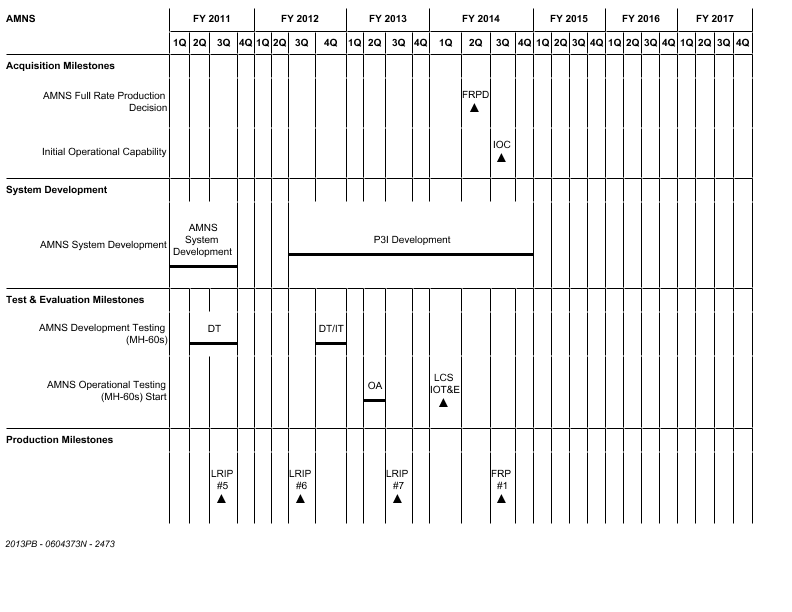 AMNS FY 2011 FY 2012 FY 2013 FY 2014 FY 2015 FY 2016 FY 2017
1Q 2Q 3Q 4Q 1Q 2Q 3Q 4Q 1Q 2Q 3Q 4Q 1Q 2Q 3Q 4Q 1Q 2Q 3Q 4Q 1Q 2Q 3Q 4Q 1Q 2Q 3Q 4Q
Acquisition Milestones
AMNS Full Rate Production
Decision
FRPD
Initial Operational Capability
IOC
System Development
AMNS System Development
AMNS
System
Development
P3I Development
Test & Evaluation Milestones
AMNS Development Testing
(MH-60s)
DT
DT/IT
AMNS Operational Testing
(MH-60s) Start
OA
LCS
IOT&E
Production Milestones
LRIP
#5
LRIP
#6
LRIP
#7
FRP
#1
2013PB - 0604373N - 2473